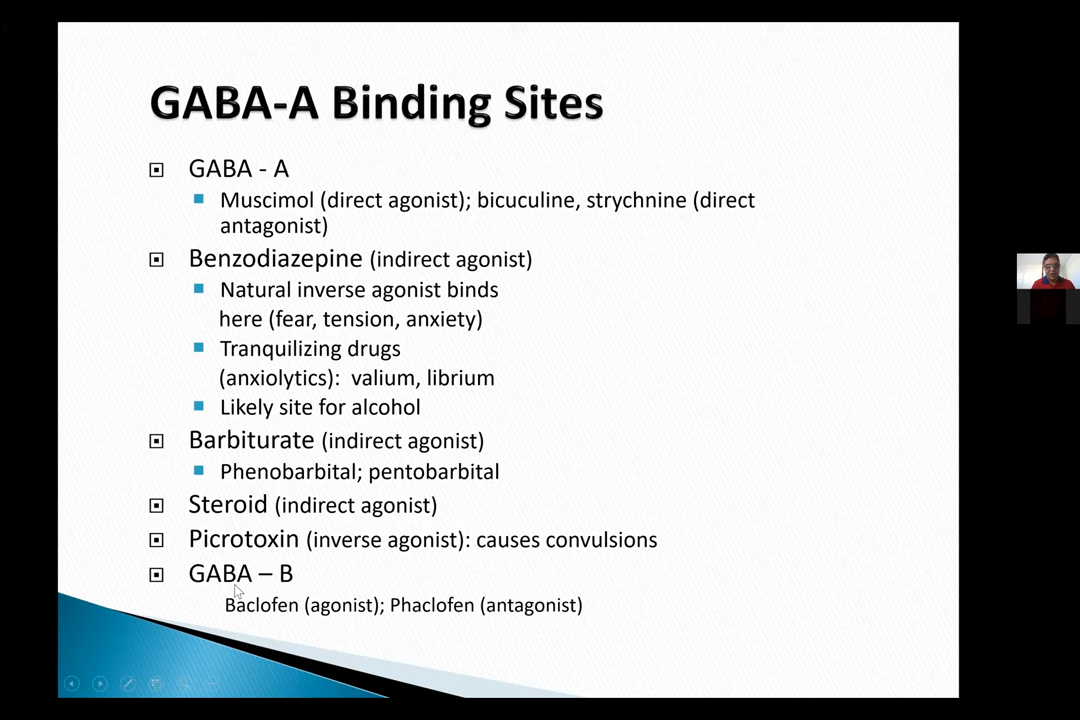 GABA-A Binding Sites
GABA - A
Muscimol (direct agonist); bicuculine, strychnine (direct
antagonist)
Benzodiazepine (indirect agonist)
Natural inverse agonist binds
here (fear, tension, anxiety)
Tranquilizing drugs
(anxiolytics): valium, librium
Likely site for alcohol
Barbiturate (indirect agonist)
Phenobarbital; pentobarbital
Steroid (indirect agonist)
Picrotoxin (inverse agonist): causes convulsions
GABA – B
Baclofen (agonist); Phaclofen (antagonist)